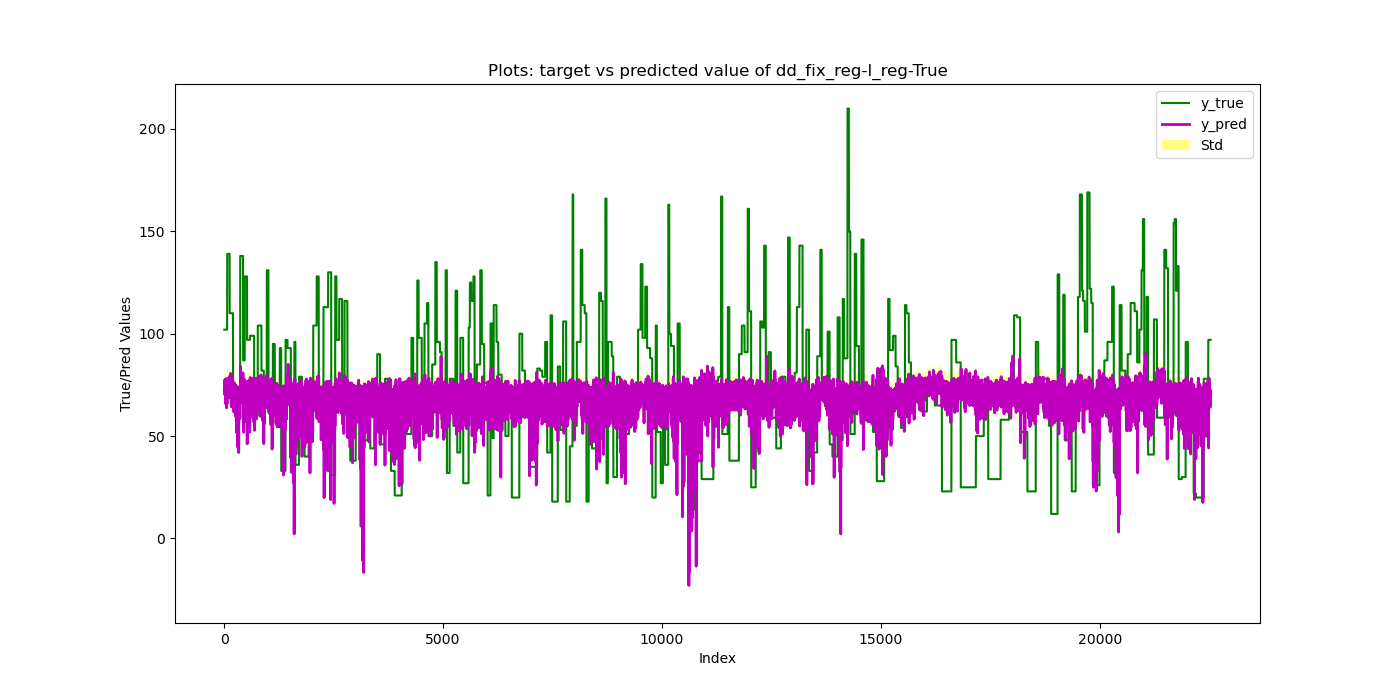 Plots: target vs predicted value of dd_fix_reg-l_reg-True
y_true
y_pred
Std
200
150
100
50
0
True/Pred Values
0 5000 10000 15000 20000
Index